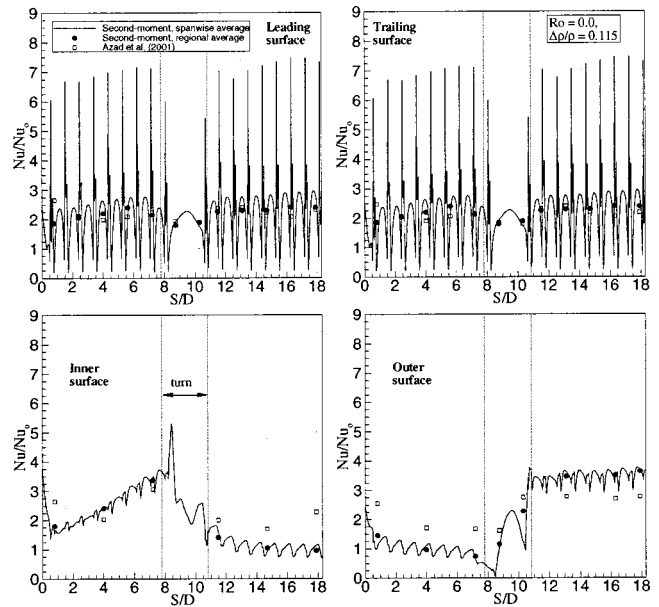 Second-moment, spanwise average
Second-moment, regional average
Azad et al. (2001)
Leading
surface
Nu/Nu₀
9
8
7
6
5
4
3
2
1
0
0 2 4 6 8 10 12 14 16 18
S/D
Trailing
surface
Ro = 0.0,
Δρ/ρ = 0.115
Nu/Nu₀
9
8
7
6
5
4
3
2
1
0
0 2 4 6 8 10 12 14 16 18
S/D
Inner
surface
turn
Nu/Nu₀
9
8
7
6
5
4
3
2
1
0
0 2 4 6 8 10 12 14 16 18
S/D
Outer
surface
Nu/Nu₀
9
8
7
6
5
4
3
2
1
0
0 2 4 6 8 10 12 14 16 18
S/D